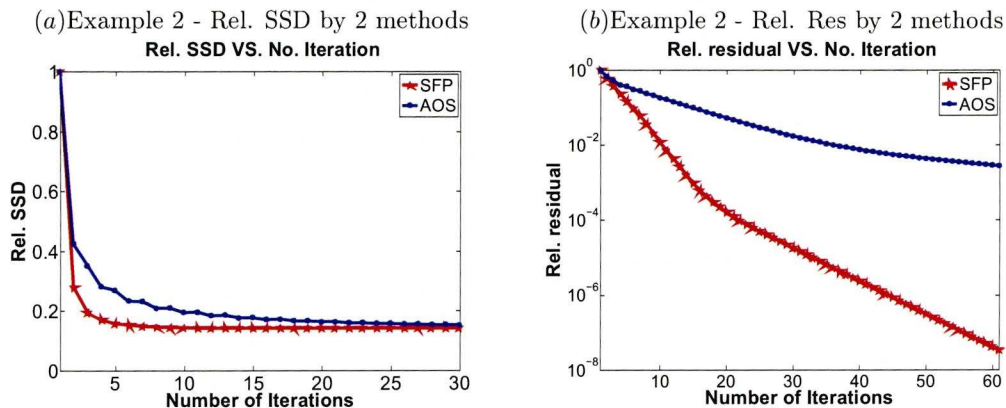 (a)Example 2 - Rel. SSD by 2 methods
Rel. SSD VS. No. Iteration
SFP
AOS
1
0.8
0.6
0.4
0.2
0
5
10
15
20
25
30
Rel. SSD
Number of Iterations
(b)Example 2 - Rel. Res by 2 methods
Rel. residual VS. No. Iteration
SFP
AOS
10^0
10^-2
10^-4
10^-6
10^-8
10
20
30
40
50
60
Rel. residual
Number of Iterations